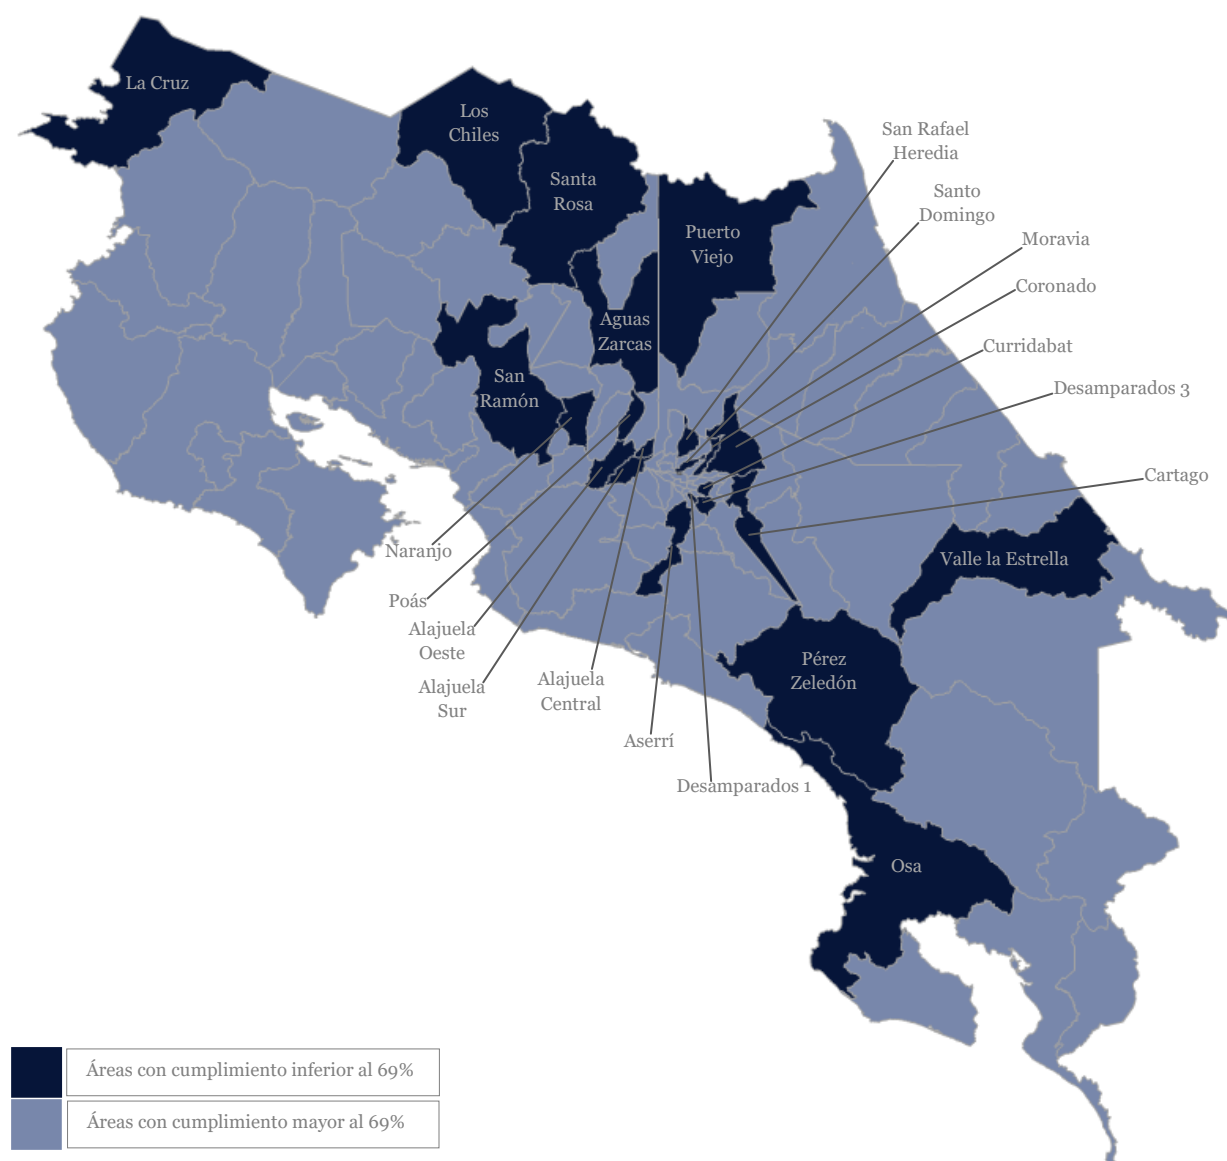 La Cruz
Los
Chiles
Santa
Rosa
Puerto
Viejo
San Rafael
Heredia
Santo
Domingo
Moravia
Coronado
Curridabat
Desamparados 3
Cartago
Aguas
Zarcas
San
Ramón
Naranjo
Poás
Alajuela
Oeste
Alajuela
Sur
Alajuela
Central
Aserrí
Desamparados 1
Valle la Estrella
Pérez
Zeledón
Osa
Áreas con cumplimiento inferior al 69%
Áreas con cumplimiento mayor al 69%